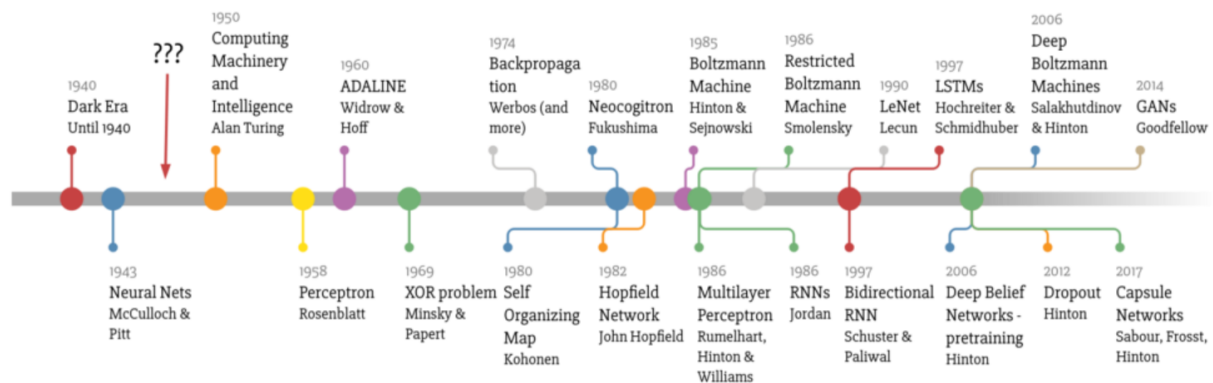 ???
1940
Dark Era
Until 1940
1950
Computing
Machinery
and
Intelligence
Alan Turing
1960
ADALINE
Widrow &
Hoff
1974
Backpropaga
tion
Werbos (and
more)
1980
Neocogitron
Fukushima
1985
Boltzmann
Machine
Hinton &
Sejnowski
1986
Restricted
Boltzmann
Machine
Smolensky
1990
LeNet
Lecun
1997
LSTMs
Hochreiter &
Schmidhuber
2006
Deep
Boltzmann
Machines
Salakhutdinov
& Hinton
2014
GANs
Goodfellow
1943
Neural Nets
McCulloch &
Pitt
1958
Perceptron
Rosenblatt
1969
XOR problem
Minsky &
Papert
1980
Self
Organizing
Map
Kohonen
1982
Hopfield
Network
John Hopfield
1986
Multilayer
Perceptron
Rumelhart,
Hinton &
Williams
1986
RNNs
Jordan
1997
Bidirectional
RNN
Schuster &
Paliwal
2006
Deep Belief
Networks -
pretraining
Hinton
2012
Dropout
Hinton
2017
Capsule
Networks
Sabour, Frosst,
Hinton